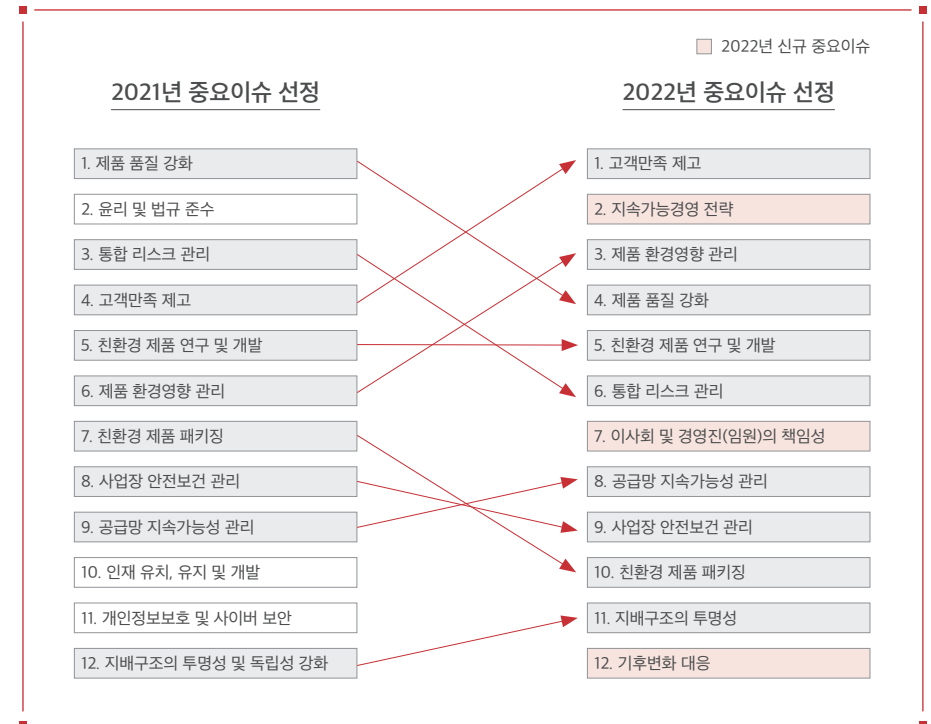 2022년 신규 중요이슈
2021년 중요이슈 선정
1. 제품 품질 강화
2. 윤리 및 법규 준수
3. 통합 리스크 관리
4. 고객만족 제고
5. 친환경 제품 연구 및 개발
6. 제품 환경영향 관리
7. 친환경 제품 패키징
8. 사업장 안전보건 관리
9. 공급망 지속가능성 관리
10. 인재 유치, 유지 및 개발
11. 개인정보보호 및 사이버 보안
12. 지배구조의 투명성 및 독립성 강화
2022년 중요이슈 선정
1. 고객만족 제고
2. 지속가능경영 전략
3. 제품 환경영향 관리
4. 제품 품질 강화
5. 친환경 제품 연구 및 개발
6. 통합 리스크 관리
7. 이사회 및 경영진(임원)의 책임성
8. 공급망 지속가능성 관리
9. 사업장 안전보건 관리
10. 친환경 제품 패키징
11. 지배구조의 투명성
12. 기후변화 대응